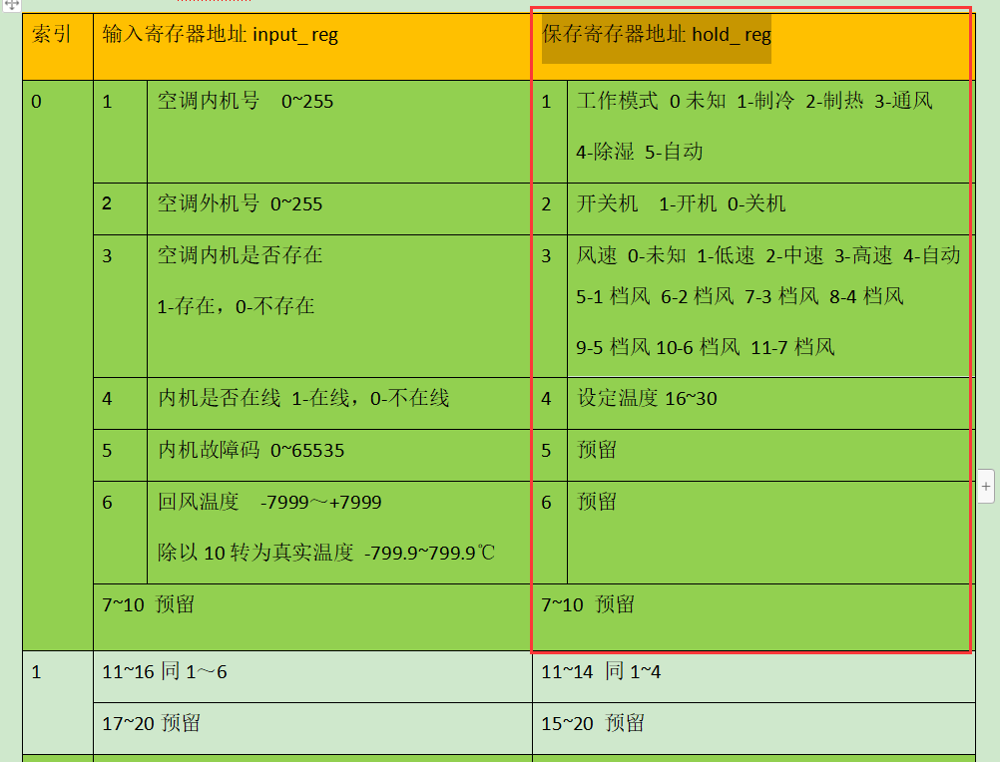 索引
输入寄存器地址 input_ reg
保存寄存器地址 hold_ reg
0
1
空调内机号 0~255
1
工作模式 0 未知 1-制冷 2-制热 3-通风
4-除湿 5-自动
2
空调外机号 0~255
2
开关机 1-开机 0-关机
3
空调内机是否存在
1-存在，0-不存在
3
风速 0-未知 1-低速 2-中速 3-高速 4-自动
5-1 档风 6-2 档风 7-3 档风 8-4 档风
9-5 档风 10-6 档风 11-7 档风
4
内机是否在线 1-在线，0-不在线
4
设定温度 16~30
5
内机故障码 0~65535
5
预留
6
回风温度 -7999～+7999
除以 10 转为真实温度 -799.9~799.9℃
6
预留
7~10 预留
7~10 预留
1
11~16 同 1～6
11~14 同 1~4
17~20 预留
15~20 预留